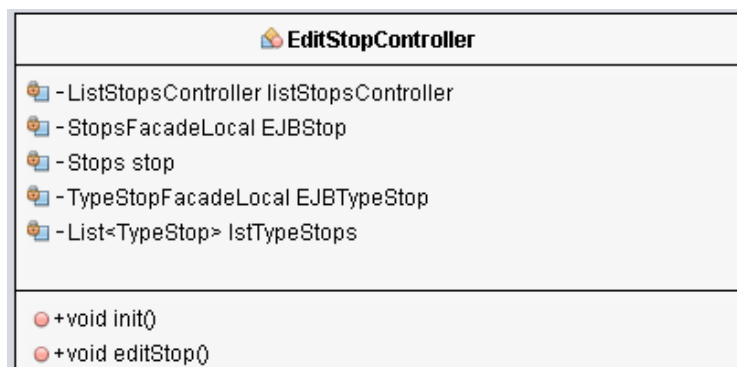 EditStopController
-ListStopsController listStopsController
-StopsFacadeLocal EJBStop
-Stops stop
-TypeStopFacadeLocal EJBTypeStop
-List<TypeStop> lstTypeStops
+void init()
+void editStop()